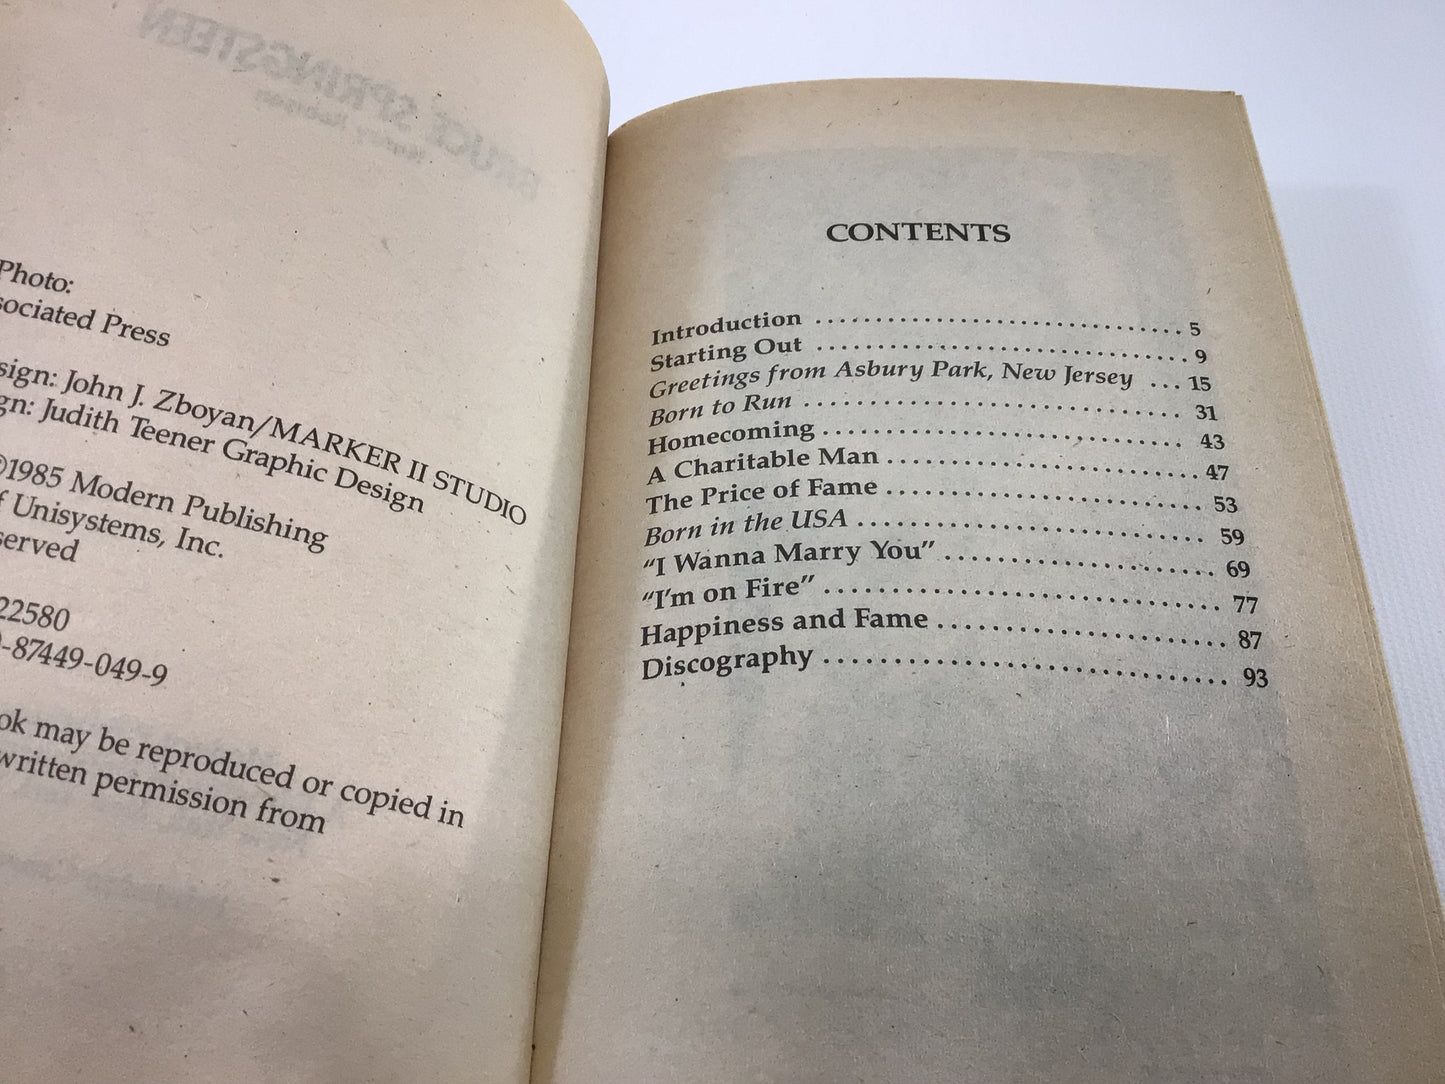 BRUCE SPRINGSTEEN
Photo:
sociated Press
sign: John J. Zboyan/MARKER II STUDIO
gn: Judith Teener Graphic Design
©1985 Modern Publishing
f Unisystems, Inc.
served
22580
-87449-049-9
ok may be reproduced or copied in
written permission from
CONTENTS
Introduction .............................. 5
Starting Out .............................. 9
Greetings from Asbury Park, New Jersey ... 15
Born to Run .............................. 31
Homecoming .............................. 43
A Charitable Man .......................... 47
The Price of Fame .......................... 53
Born in the USA ............................ 59
“I Wanna Marry You” ...................... 69
“I'm on Fire” ................................ 77
Happiness and Fame ........................ 87
Discography ................................ 93